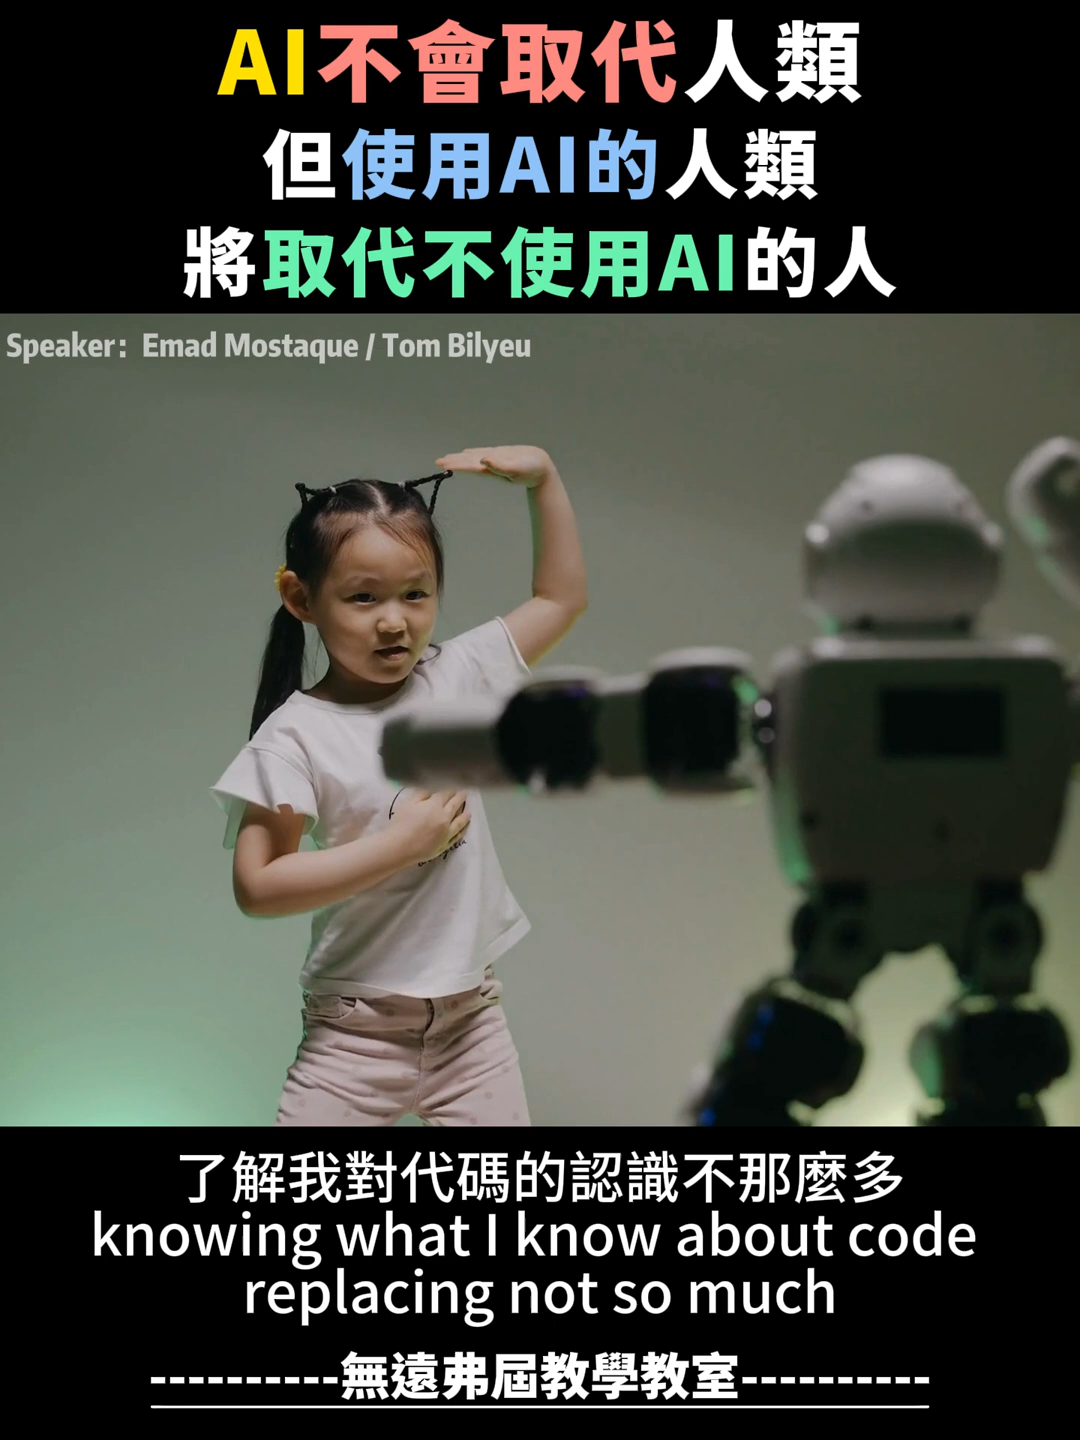 AI不會取代人類
但使用AI的人類
將取代不使用AI的人
Speaker：Emad Mostaque / Tom Bilyeu
了解我對代碼的認識不那麼多
knowing what I know about code
replacing not so much
----------無遠弗屆教學教室----------